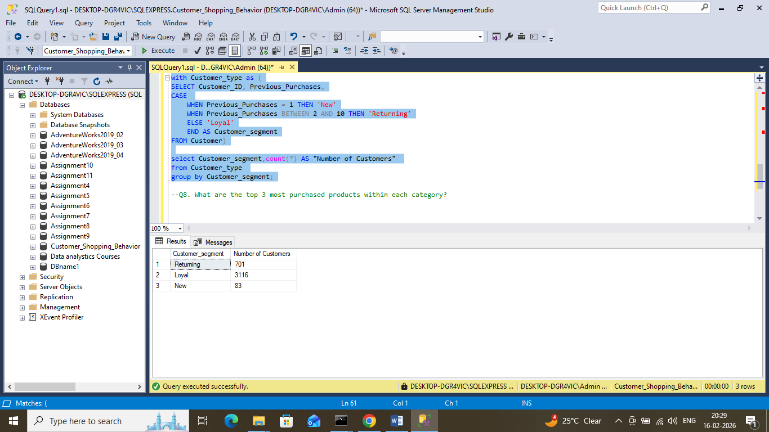 SQLQuery1.sql - DESKTOP-DGR4VIC\SQLEXPRESS.Customer_Shopping_Behavior (DESKTOP-DGR4VIC\Admin (64))* - Microsoft SQL Server Management Studio
Quick Launch (Ctrl+Q)
File Edit View Query Project Tools Window Help
New Query
Customer_Shopping_Behav
Execute
Object Explorer
Connect
DESKTOP-DGR4VIC\SQLEXPRESS (SQL
Databases
System Databases
Database Snapshots
AdventureWorks2019_02
AdventureWorks2019_03
AdventureWorks2019_04
Assignment10
Assignment11
Assignment4
Assignment5
Assignment6
Assignment7
Assignment8
Assignment9
Customer_Shopping_Behavior
Data analystics Courses
DBname1
Security
Server Objects
Replication
Management
XEvent Profiler
SQLQuery1.sql - D...GR4VIC\Admin (64))*
with Customer_type as (
SELECT Customer_ID, Previous_Purchases,
CASE
WHEN Previous_Purchases = 1 THEN 'New'
WHEN Previous_Purchases BETWEEN 2 AND 10 THEN 'Returning'
ELSE 'Loyal'
END AS Customer_segment
FROM Customer)
select Customer_segment,count(*) AS "Number of Customers"
from Customer_type
group by Customer_segment;
--Q8. What are the top 3 most purchased products within each category?
100 %
Results Messages
Customer_segment Number of Customers
1 Returning 701
2 Loyal 3116
3 New 83
Query executed successfully.
DESKTOP-DGR4VIC\SQLEXPRESS ... DESKTOP-DGR4VIC\Admin ... Customer_Shopping_Beha... 00:00:00 3 rows
Matches: (
Ln 61 Col 1 Ch 1 INS
Type here to search
25°C Clear
ENG
20:29
16-02-2026